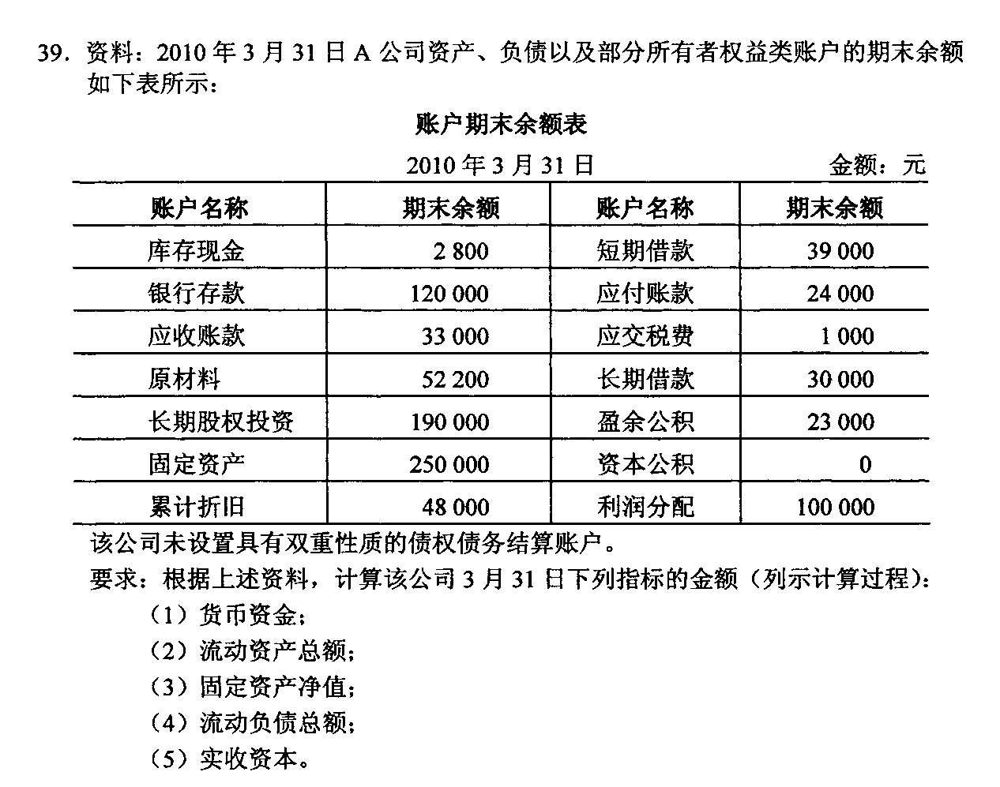 39. 资料：2010 年 3 月 31 日 A 公司资产、负债以及部分所有者权益类账户的期末余额
如下表所示：
账户期末余额表
2010 年 3 月 31 日 金额：元
账户名称 期末余额 账户名称 期末余额
库存现金 2 800 短期借款 39 000
银行存款 120 000 应付账款 24 000
应收账款 33 000 应交税费 1 000
原材料 52 200 长期借款 30 000
长期股权投资 190 000 盈余公积 23 000
固定资产 250 000 资本公积 0
累计折旧 48 000 利润分配 100 000
该公司未设置具有双重性质的债权债务结算账户。
要求：根据上述资料，计算该公司 3 月 31 日下列指标的金额（列示计算过程）：
（1）货币资金；
（2）流动资产总额；
（3）固定资产净值；
（4）流动负债总额；
（5）实收资本。